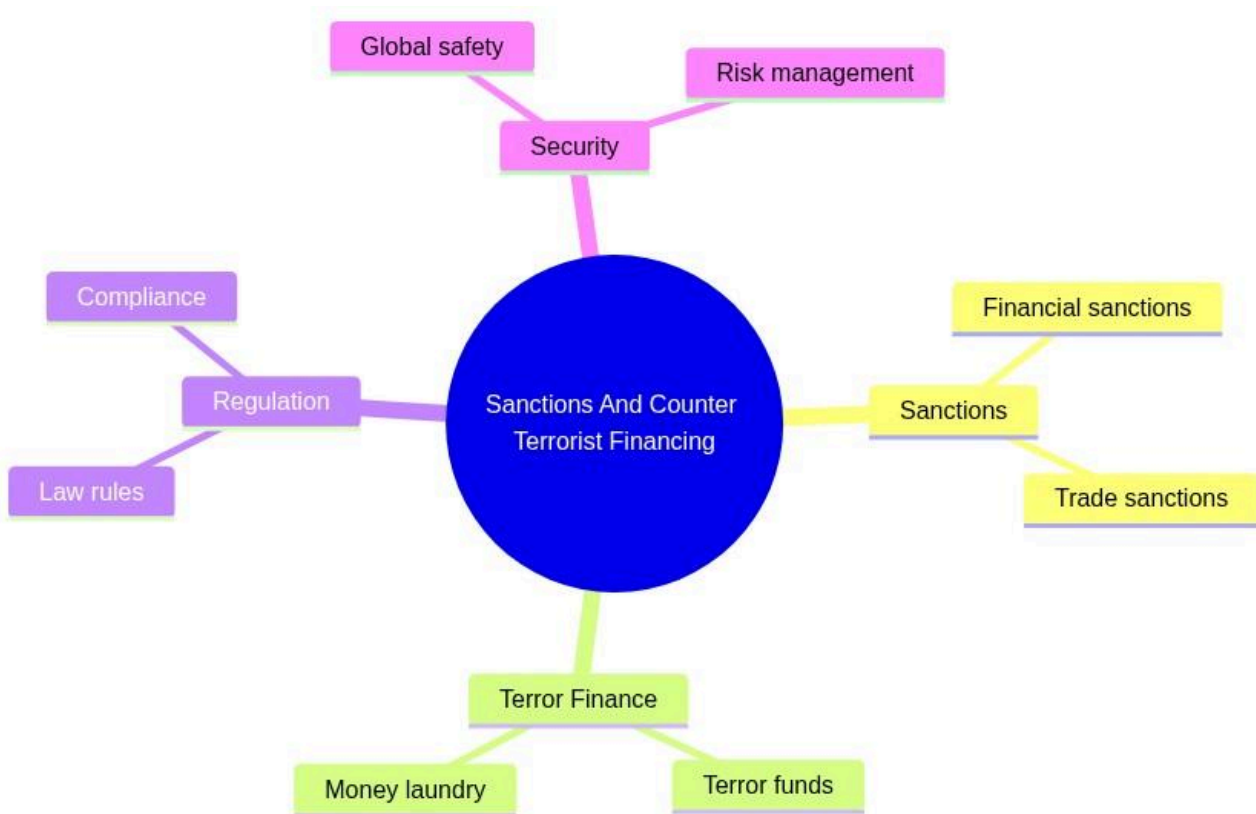 Global safety
Risk management
Security
Compliance
Financial sanctions
Regulation
Sanctions And Counter
Terrorist Financing
Sanctions
Law rules
Trade sanctions
Terror Finance
Money laundry
Terror funds